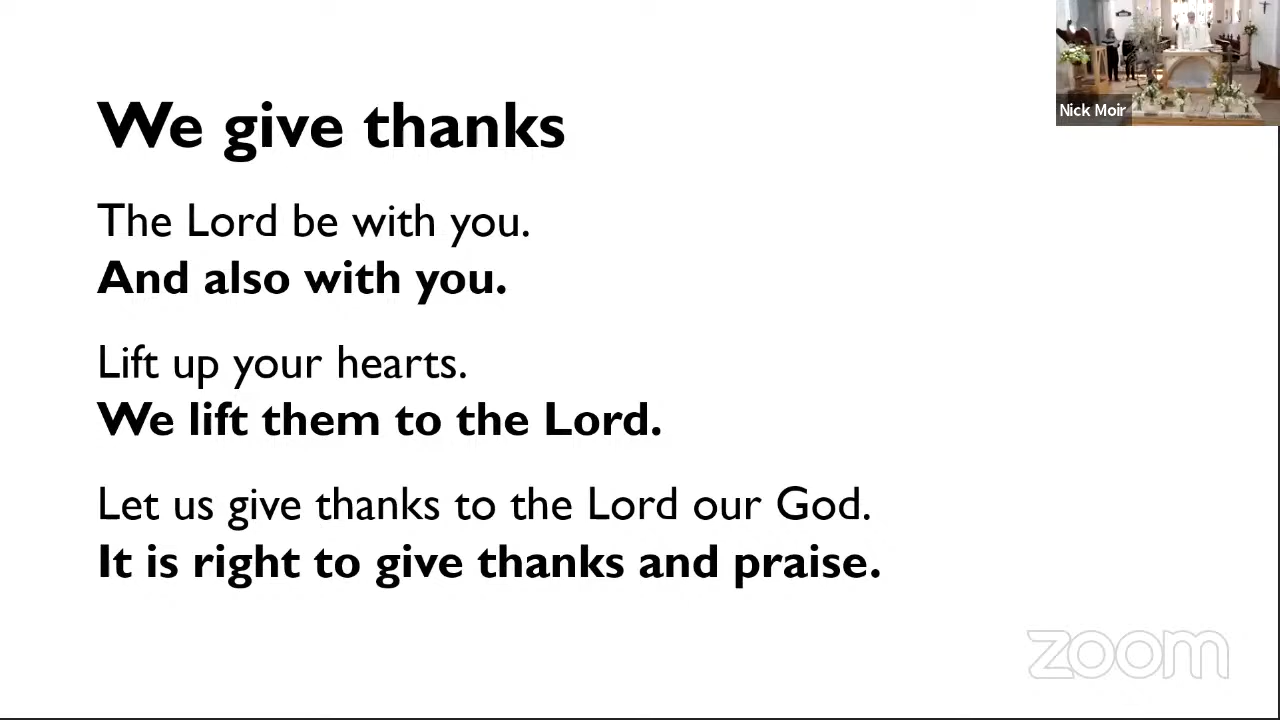 We give thanks
The Lord be with you.
And also with you.
Lift up your hearts.
We lift them to the Lord.
Let us give thanks to the Lord our God.
It is right to give thanks and praise.
Nick Moir
zoom